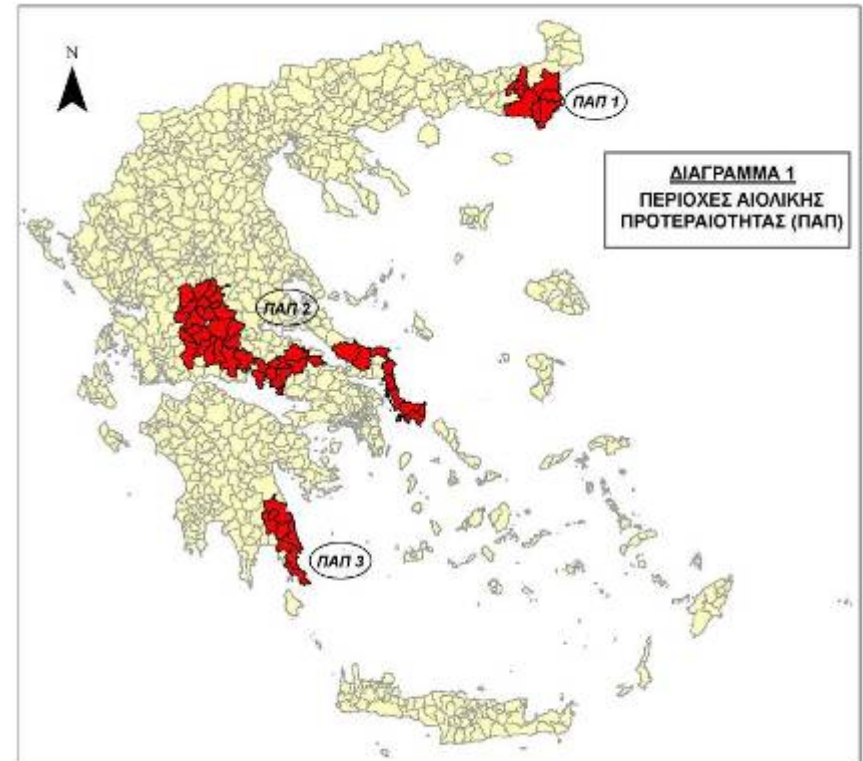 N
ΠΑΠ 1
ΔΙΑΓΡΑΜΜΑ 1
ΠΕΡΙΟΧΕΣ ΑΙΟΛΙΚΗΣ
ΠΡΟΤΕΡΑΙΟΤΗΤΑΣ (ΠΑΠ)
ΠΑΠ 2
ΠΑΠ 3